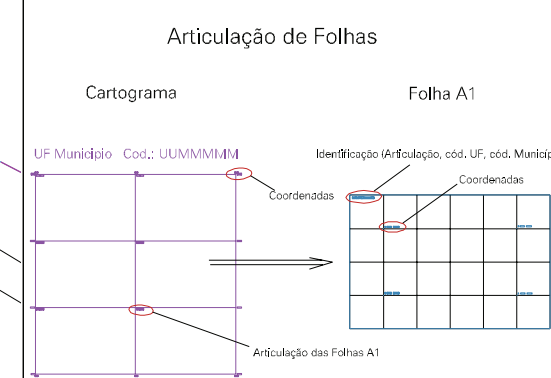 Articulação de Folhas
Cartograma
Folha A1
UF Municipio Cod.: UUMMMMM
Identificação (Articulação, cód. UF, cód. Municíp
Coordenadas
Coordenadas
Articulação das Folhas A1